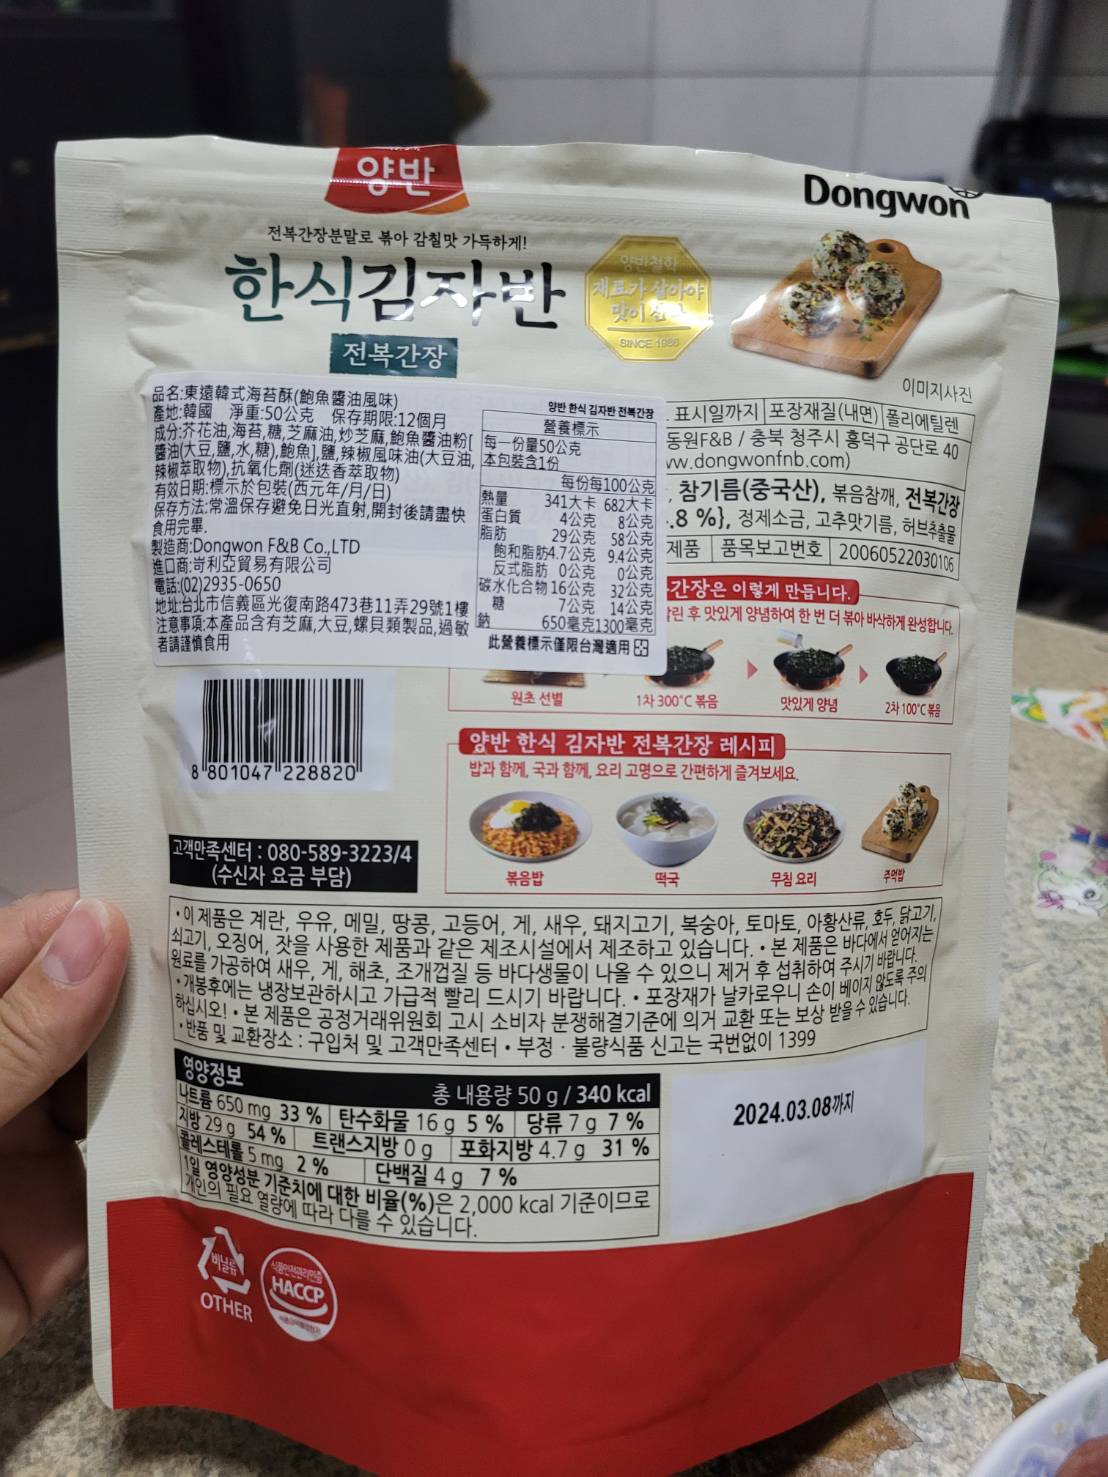 양반
Dongwon
전복간장분말로 볶아 감칠맛 가득하게!
한식김자반
전복간장
양반철학
재료가 살아야
맛이 산다
SINCE 1986
이미지사진
品名:東遠韓式海苔酥(鮑魚醬油風味)
產地:韓國 淨重:50公克 保存期限:12個月
成分:芥花油,海苔,糖,芝麻油,炒芝麻,鮑魚醬油粉[
醬油(大豆,鹽,水,糖),鮑魚],鹽,辣椒風味油(大豆油,
辣椒萃取物),抗氧化劑(迷迭香萃取物)
有效日期:標示於包裝(西元年/月/日)
保存方法:常溫保存避免日光直射,開封後請盡快
食用完畢.
製造商:Dongwon F&B Co.,LTD
進口商:岢利亞貿易有限公司
電話:(02)2935-0650
地址:台北市信義區光復南路473巷11弄29號1樓
注意事項:本產品含有芝麻,大豆,螺貝類製品,過敏
者請謹慎食用
양반 한식 김자반 전복간장
營養標示
每一份量50公克
本包裝含1份
每份 每100公克
熱量 341大卡 682大卡
蛋白質 4公克 8公克
脂肪 29公克 58公克
飽和脂肪4.7公克 9.4公克
反式脂肪 0公克 0公克
碳水化合物 16公克 32公克
糖 7公克 14公克
鈉 650毫克 1300毫克
此營養標示僅限台灣適用
표시일까지 포장재질(내면) 폴리에틸렌
동원F&B / 충북 청주시 흥덕구 공단로 40
ww.dongwonfnb.com)
, 참기름(중국산), 볶음참깨, 전복간장
.8 %}, 정제소금, 고추맛기름, 허브추출물
제품 품목보고번호 20060522030106
간장은 이렇게 만듭니다.
린 후 맛있게 양념하여 한 번 더 볶아 바삭하게 완성합니다.
원초 선별 1차 300°C 볶음 맛있게 양념 2차 100°C 볶음
양반 한식 김자반 전복간장 레시피
밥과 함께, 국과 함께, 요리 고명으로 간편하게 즐겨보세요.
볶음밥 떡국 무침 요리 주먹밥
8 801047 228820
고객만족센터 : 080-589-3223/4
(수신자 요금 부담)
• 이 제품은 계란, 우유, 메밀, 땅콩, 고등어, 게, 새우, 돼지고기, 복숭아, 토마토, 아황산류, 호두, 닭고기,
쇠고기, 오징어, 잣을 사용한 제품과 같은 제조시설에서 제조하고 있습니다. • 본 제품은 바다에서 얻어지는
원료를 가공하여 새우, 게, 해초, 조개껍질 등 바다생물이 나올 수 있으니 제거 후 섭취하여 주시기 바랍니다.
• 개봉후에는 냉장보관하시고 가급적 빨리 드시기 바랍니다. • 포장재가 날카로우니 손이 베이지 않도록 주의
하십시오! • 본 제품은 공정거래위원회 고시 소비자 분쟁해결기준에 의거 교환 또는 보상 받을 수 있습니다.
• 반품 및 교환장소 : 구입처 및 고객만족센터 • 부정 · 불량식품 신고는 국번없이 1399
영양정보
총 내용량 50 g / 340 kcal
나트륨 650 mg 33 % 탄수화물 16 g 5 % 당류 7 g 7 %
지방 29 g 54 % 트랜스지방 0 g 포화지방 4.7 g 31 %
콜레스테롤 5 mg 2 % 단백질 4 g 7 %
1일 영양성분 기준치에 대한 비율(%)은 2,000 kcal 기준이므로
개인의 필요 열량에 따라 다를 수 있습니다.
2024.03.08까지
비닐류
OTHER
식품안전관리인증
HACCP